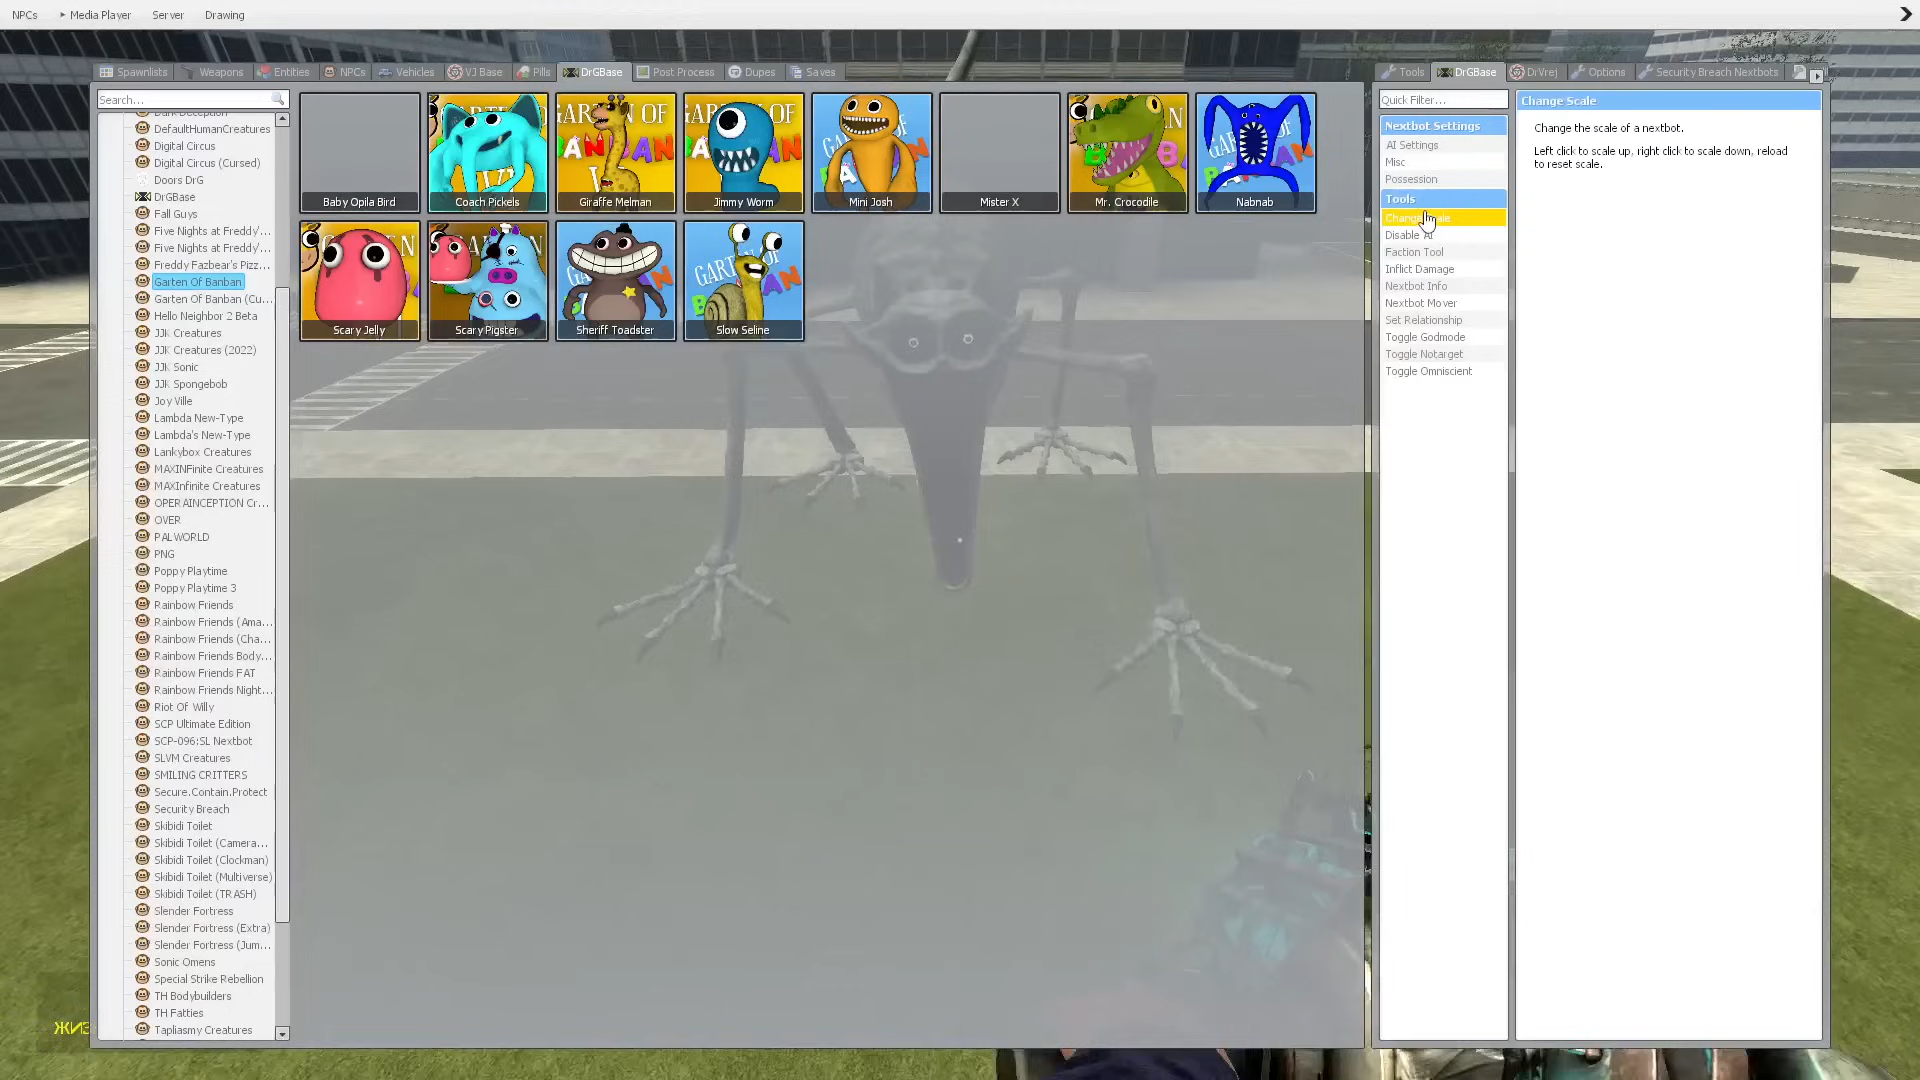 NPCs Media Player Server Drawing
Spawnlists Weapons Entities NPCs Vehicles VJ Base Pills DrGBase Post Process Dupes Saves
Tools DrGBase DrVrej Options Security Breach Nextbots
Search...
Dark Deception
DefaultHumanCreatures
Digital Circus
Digital Circus (Cursed)
Doors DrG
DrGBase
Fall Guys
Five Nights at Freddy'...
Five Nights at Freddy'...
Freddy Fazbear's Pizz...
Garten Of Banban
Garten Of Banban (Cu...
Hello Neighbor 2 Beta
JJK Creatures
JJK Creatures (2022)
JJK Sonic
JJK Spongebob
Joy Ville
Lambda New-Type
Lambda's New-Type
Lankybox Creatures
MAXINFinite Creatures
MAXInfinite Creatures
OPERAINCEPTION Cr...
OVER
PALWORLD
PNG
Poppy Playtime
Poppy Playtime 3
Rainbow Friends
Rainbow Friends (Ama...
Rainbow Friends (Cha...
Rainbow Friends Body...
Rainbow Friends FAT
Rainbow Friends Night...
Riot Of Willy
SCP Ultimate Edition
SCP-096:SL Nextbot
SLVM Creatures
SMILING CRITTERS
Secure.Contain.Protect
Security Breach
Skibidi Toilet
Skibidi Toilet (Camera...
Skibidi Toilet (Clockman)
Skibidi Toilet (Multiverse)
Skibidi Toilet (TRASH)
Slender Fortress
Slender Fortress (Extra)
Slender Fortress (Jum...
Sonic Omens
Special Strike Rebellion
TH Bodybuilders
TH Fatties
Tapliasmy Creatures
Baby Opila Bird Coach Pickels Giraffe Melman Jimmy Worm Mini Josh Mister X Mr. Crocodile Nabnab
Scary Jelly Scary Pigster Sheriff Toadster Slow Seline
Quick Filter...
Nextbot Settings
AI Settings
Misc
Possession
Tools
Change Scale
Disable AI
Faction Tool
Inflict Damage
Nextbot Info
Nextbot Mover
Set Relationship
Toggle Godmode
Toggle Notarget
Toggle Omniscient
Change Scale
Change the scale of a nextbot.
Left click to scale up, right click to scale down, reload
to reset scale.